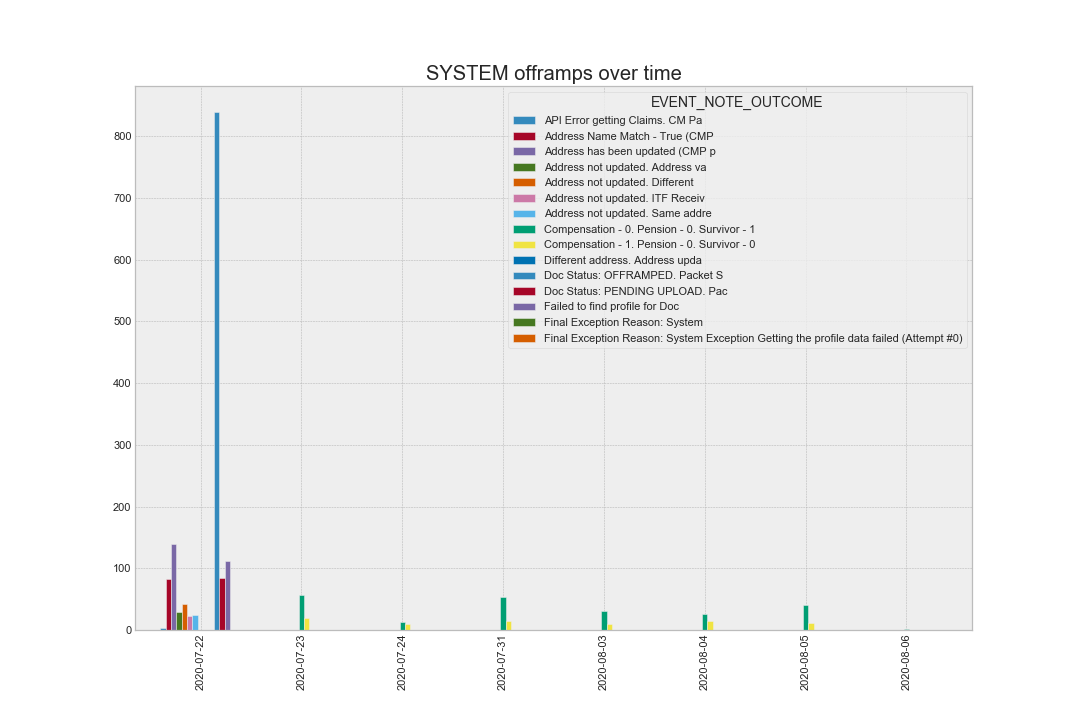 SYSTEM offramps over time
EVENT_NOTE_OUTCOME
API Error getting Claims. CM Pa
Address Name Match - True (CMP
Address has been updated (CMP p
Address not updated. Address va
Address not updated. Different
Address not updated. ITF Receiv
Address not updated. Same addre
Compensation - 0. Pension - 0. Survivor - 1
Compensation - 1. Pension - 0. Survivor - 0
Different address. Address upda
Doc Status: OFFRAMPED. Packet S
Doc Status: PENDING UPLOAD. Pac
Failed to find profile for Doc
Final Exception Reason: System
Final Exception Reason: System Exception Getting the profile data failed (Attempt #0)
800
700
600
500
400
300
200
100
0
2020-07-22
2020-07-23
2020-07-24
2020-07-31
2020-08-03
2020-08-04
2020-08-05
2020-08-06